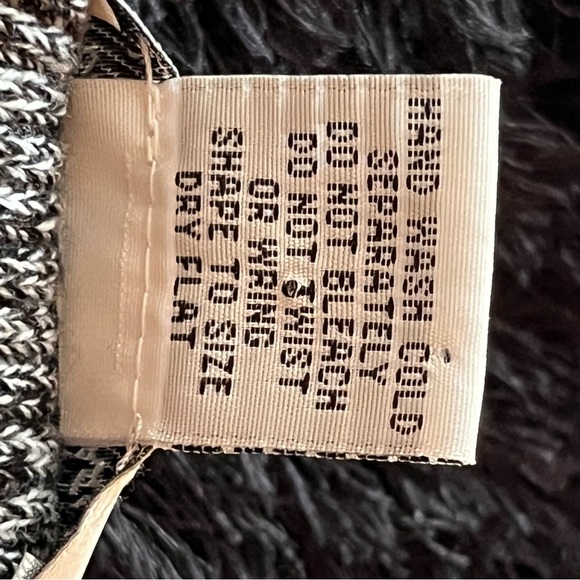 HAND WASH COLD
SEPARATELY
DO NOT BLEACH
DO NOT TWIST
OR WRING
SHAPE TO SIZE
DRY FLAT